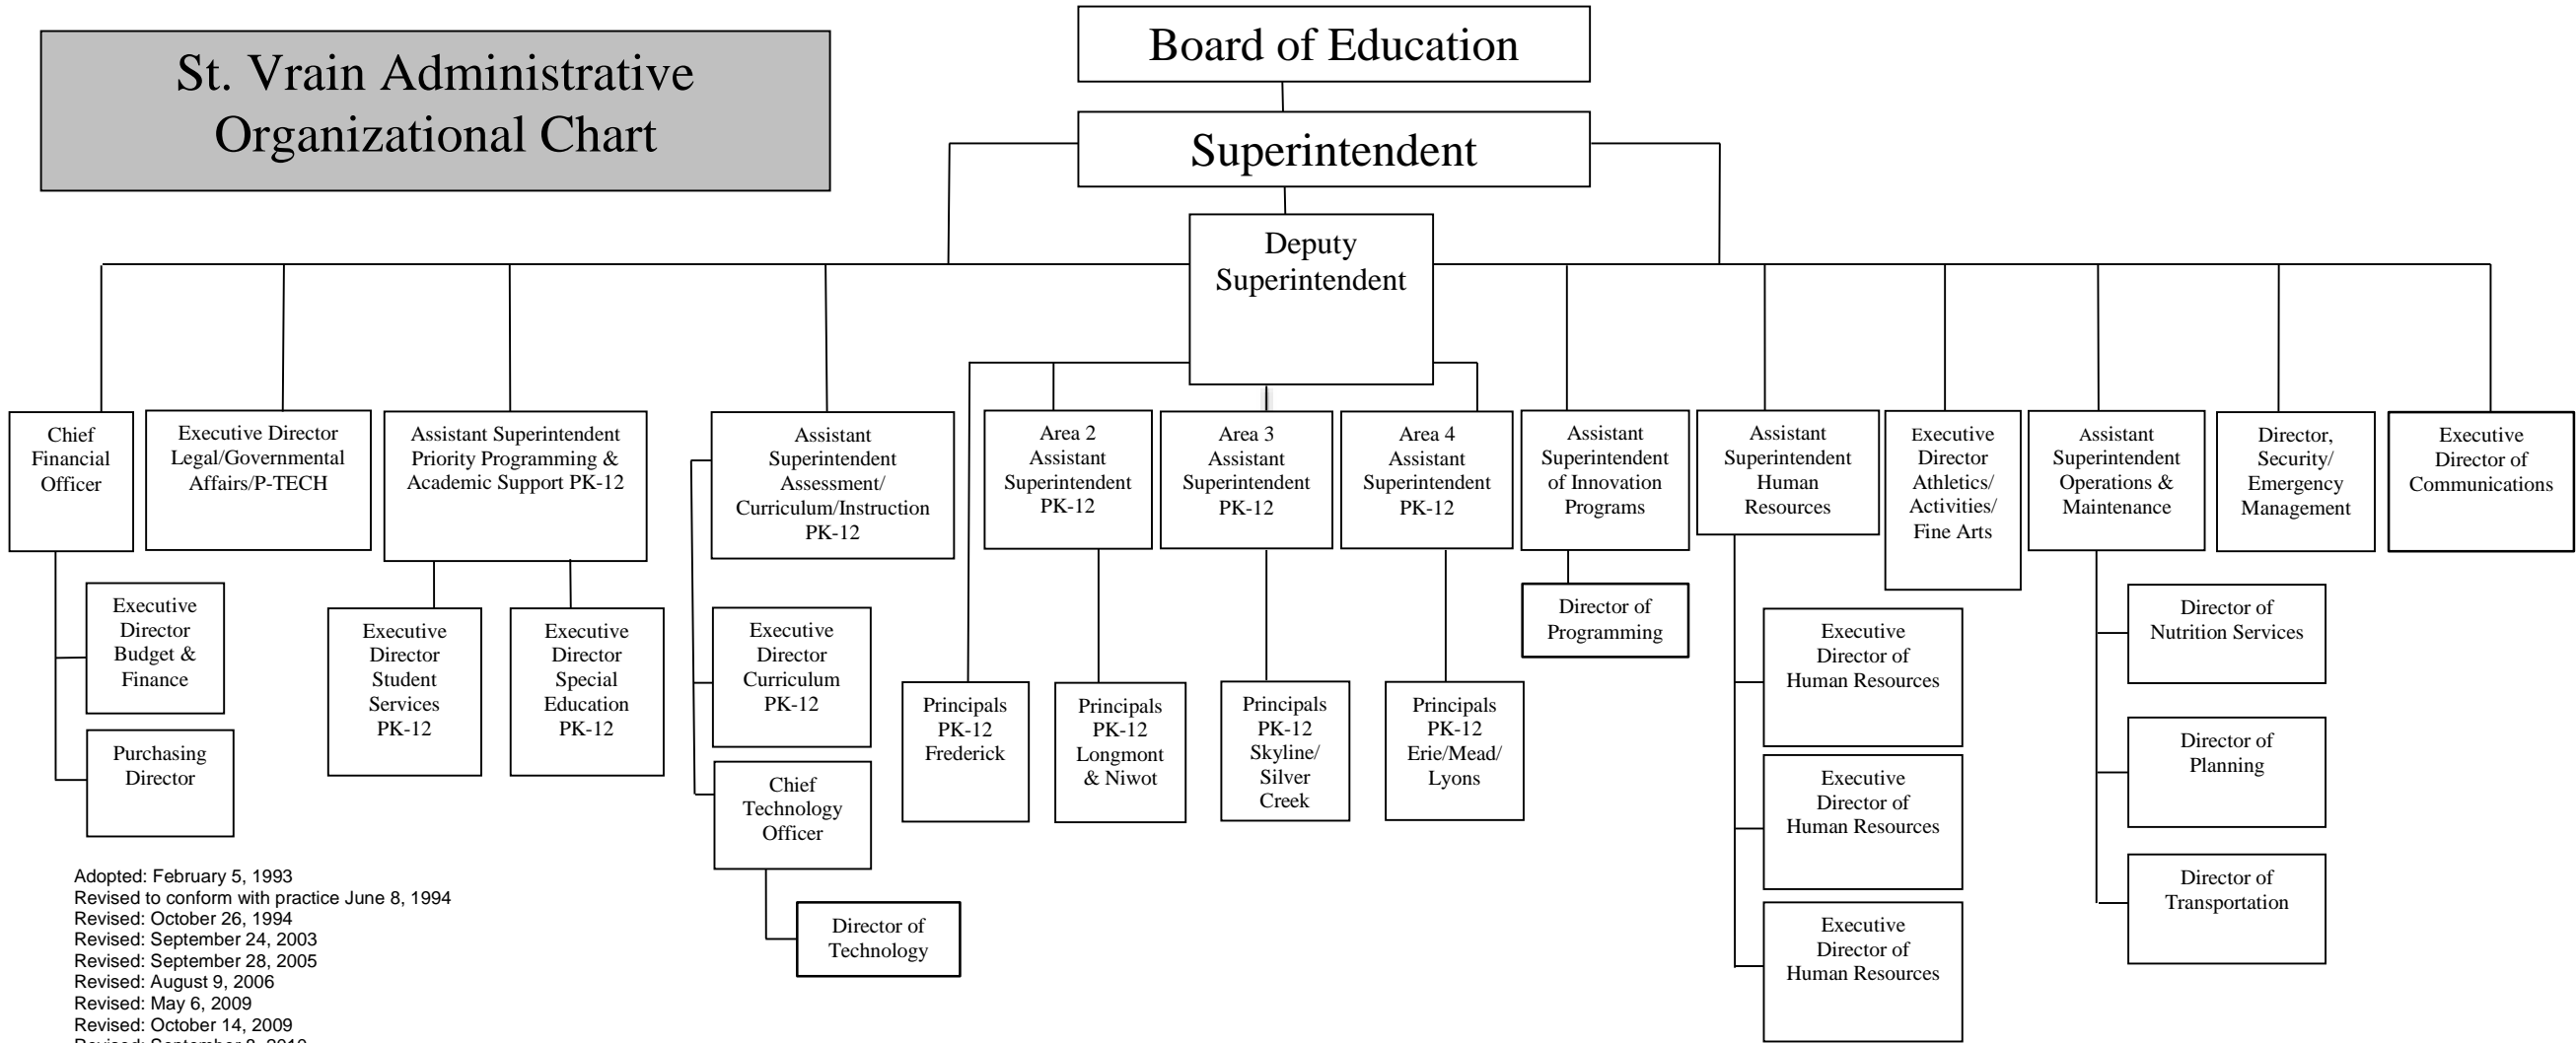 St. Vrain Administrative
Organizational Chart
Board of Education
Superintendent
Deputy
Superintendent
Chief
Financial
Officer
Executive Director
Legal/Governmental
Affairs/P-TECH
Assistant Superintendent
Priority Programming &
Academic Support PK-12
Assistant
Superintendent
Assessment/
Curriculum/Instruction
PK-12
Area 2
Assistant
Superintendent
PK-12
Area 3
Assistant
Superintendent
PK-12
Area 4
Assistant
Superintendent
PK-12
Assistant
Superintendent
of Innovation
Programs
Assistant
Superintendent
Human
Resources
Executive
Director
Athletics/
Activities/
Fine Arts
Assistant
Superintendent
Operations &
Maintenance
Director,
Security/
Emergency
Management
Executive
Director of
Communications
Executive
Director
Budget &
Finance
Purchasing
Director
Executive
Director
Student
Services
PK-12
Executive
Director
Special
Education
PK-12
Executive
Director
Curriculum
PK-12
Chief
Technology
Officer
Director of
Technology
Principals
PK-12
Frederick
Principals
PK-12
Longmont
& Niwot
Principals
PK-12
Skyline/
Silver
Creek
Principals
PK-12
Erie/Mead/
Lyons
Director of
Programming
Executive
Director of
Human Resources
Executive
Director of
Human Resources
Executive
Director of
Human Resources
Director of
Nutrition Services
Director of
Planning
Director of
Transportation
Adopted: February 5, 1993
Revised to conform with practice June 8, 1994
Revised: October 26, 1994
Revised: September 24, 2003
Revised: September 28, 2005
Revised: August 9, 2006
Revised: May 6, 2009
Revised: October 14, 2009
Revised: September 8, 2010